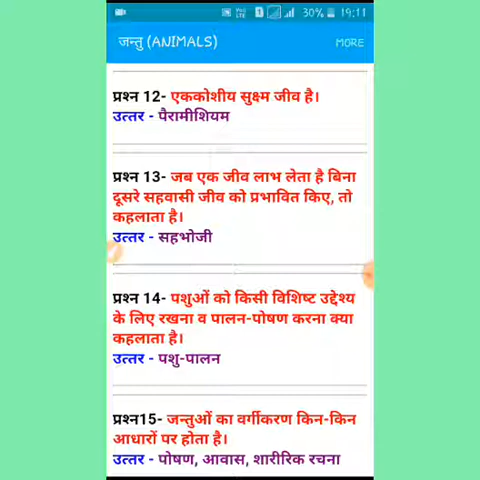 30% 19:11
जन्तु (ANIMALS) MORE
प्रश्न 12- एककोशीय सुक्ष्म जीव है।
उत्तर - पैरामीशियम
प्रश्न 13- जब एक जीव लाभ लेता है बिना
दूसरे सहवासी जीव को प्रभावित किए, तो
कहलाता है।
उत्तर - सहभोजी
प्रश्न 14- पशुओं को किसी विशिष्ट उद्देश्य
के लिए रखना व पालन-पोषण करना क्या
कहलाता है।
उत्तर - पशु-पालन
प्रश्न15- जन्तुओं का वर्गीकरण किन-किन
आधारों पर होता है।
उत्तर - पोषण, आवास, शारीरिक रचना